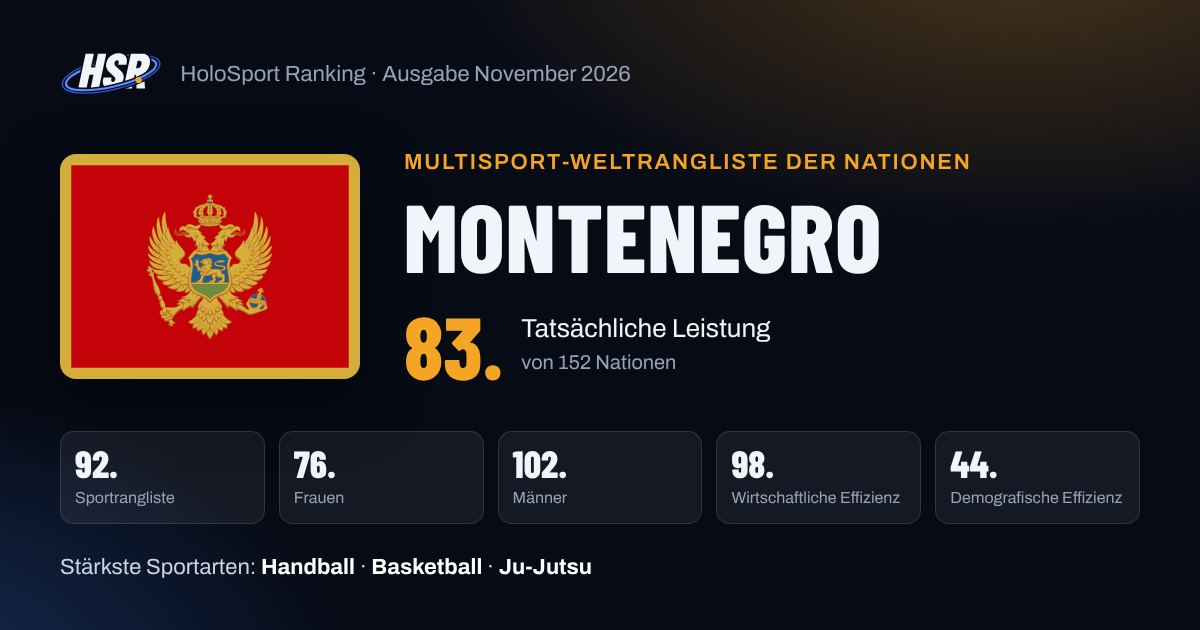 HSR
HoloSport Ranking · Ausgabe November 2026
MULTISPORT-WELTRANGLISTE DER NATIONEN
MONTENEGRO
83.
Tatsächliche Leistung
von 152 Nationen
92.
Sportrangliste
76.
Frauen
102.
Männer
98.
Wirtschaftliche Effizienz
44.
Demografische Effizienz
Stärkste Sportarten: Handball · Basketball · Ju-Jutsu